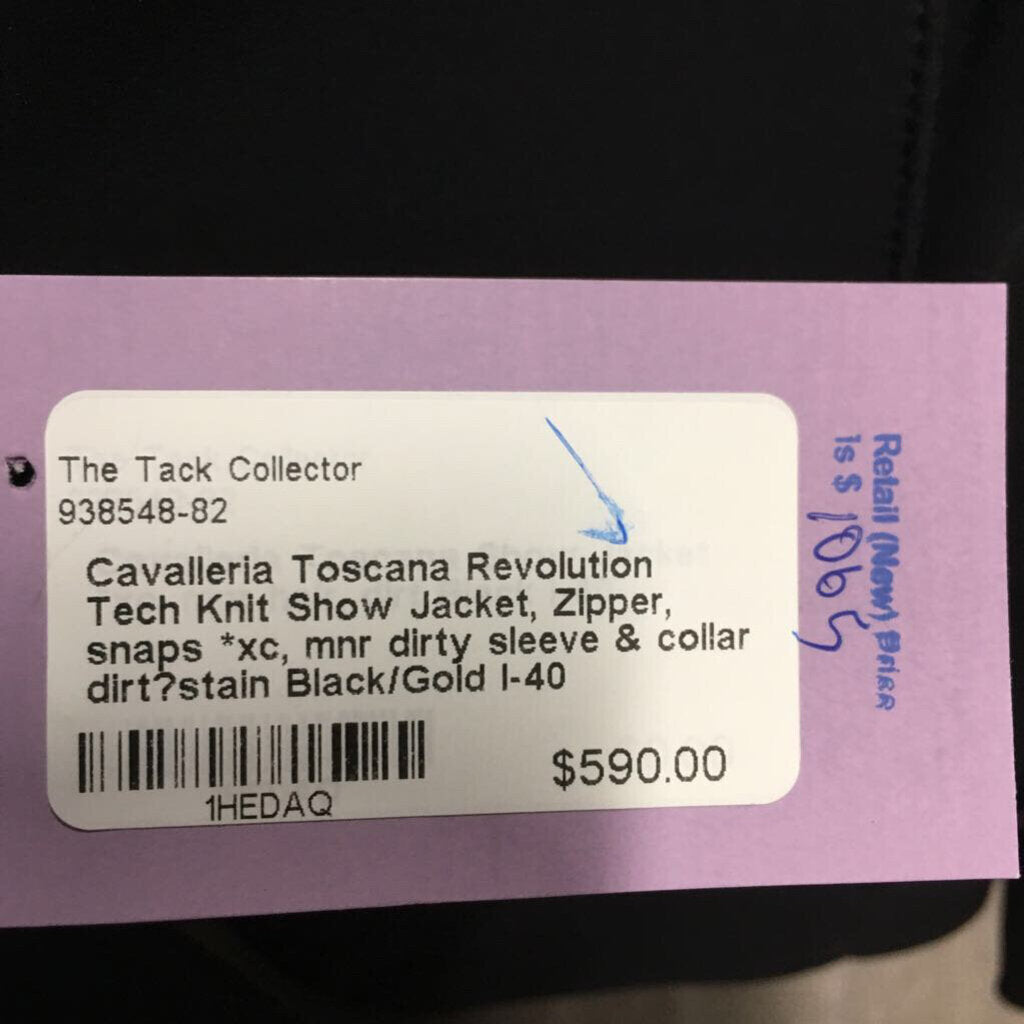 The Tack Collector
938548-82
Cavalleria Toscana Revolution
Tech Knit Show Jacket, Zipper,
snaps *xc, mnr dirty sleeve & collar
dirt?stain Black/Gold I-40
1HEDAQ
$590.00
Retail (New) Price
is $ 1065